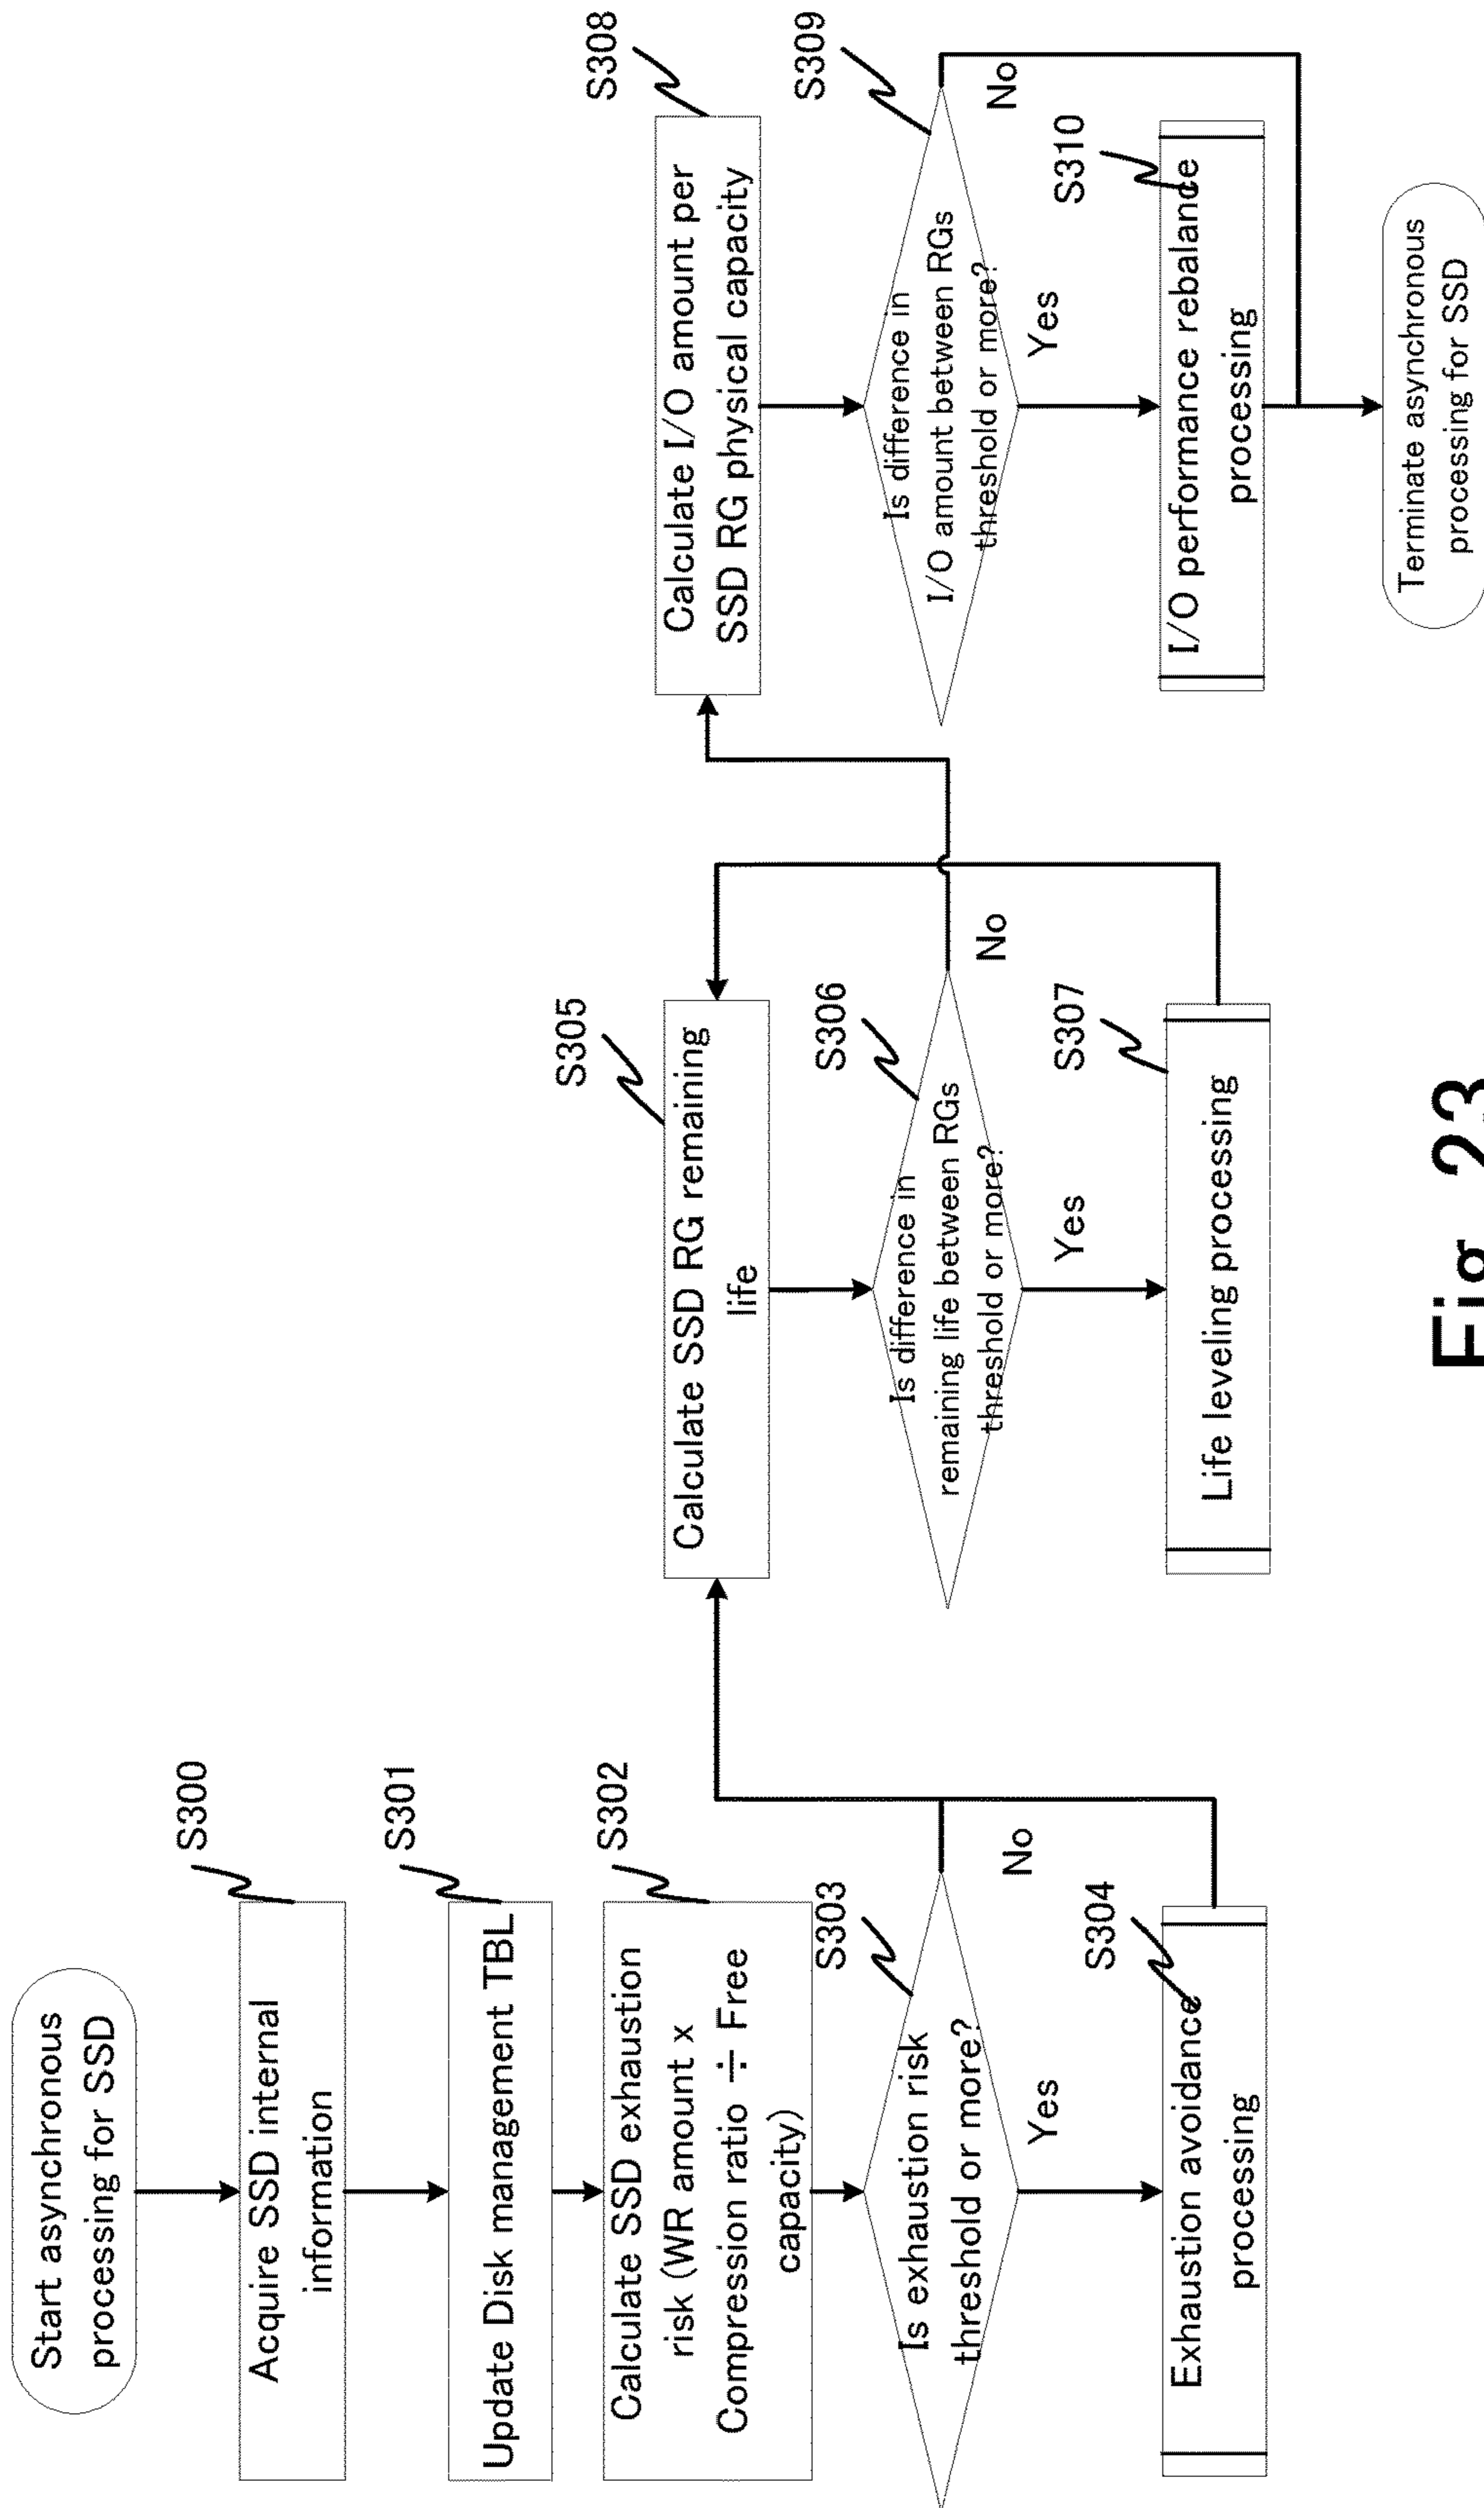 Start asynchronous
processing for SSD
S300
Acquire SSD internal
information
S301
Update Disk management TBL
S302
Calculate SSD exhaustion
risk (WR amount x
Compression ratio ÷ Free
capacity)
S303
Is exhaustion risk
threshold or more?
No
Yes
S304
Exhaustion avoidance
processing
S305
Calculate SSD RG remaining
life
S306
Is difference in
remaining life between RGs
threshold or more?
No
Yes
S307
Life leveling processing
S308
Calculate I/O amount per
SSD RG physical capacity
S309
Is difference in
I/O amount between RGs
threshold or more?
No
Yes
S310
I/O performance rebalance
processing
Terminate asynchronous
processing for SSD
Fig. 23